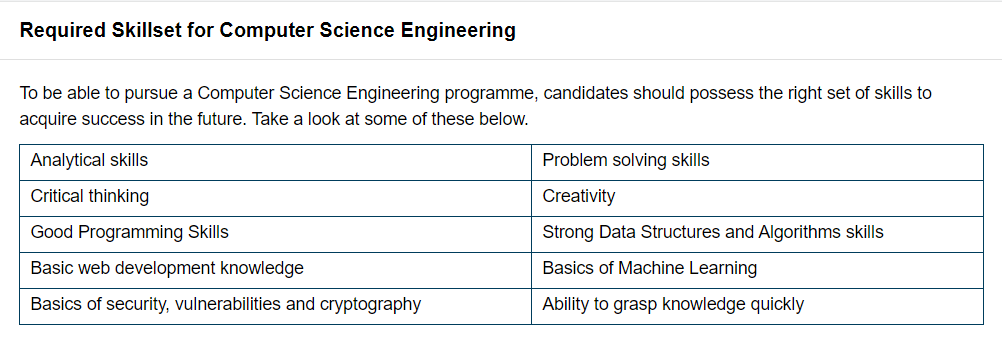 Required Skillset for Computer Science Engineering
To be able to pursue a Computer Science Engineering programme, candidates should possess the right set of skills to
acquire success in the future. Take a look at some of these below.
Analytical skills Problem solving skills
Critical thinking Creativity
Good Programming Skills Strong Data Structures and Algorithms skills
Basic web development knowledge Basics of Machine Learning
Basics of security, vulnerabilities and cryptography Ability to grasp knowledge quickly